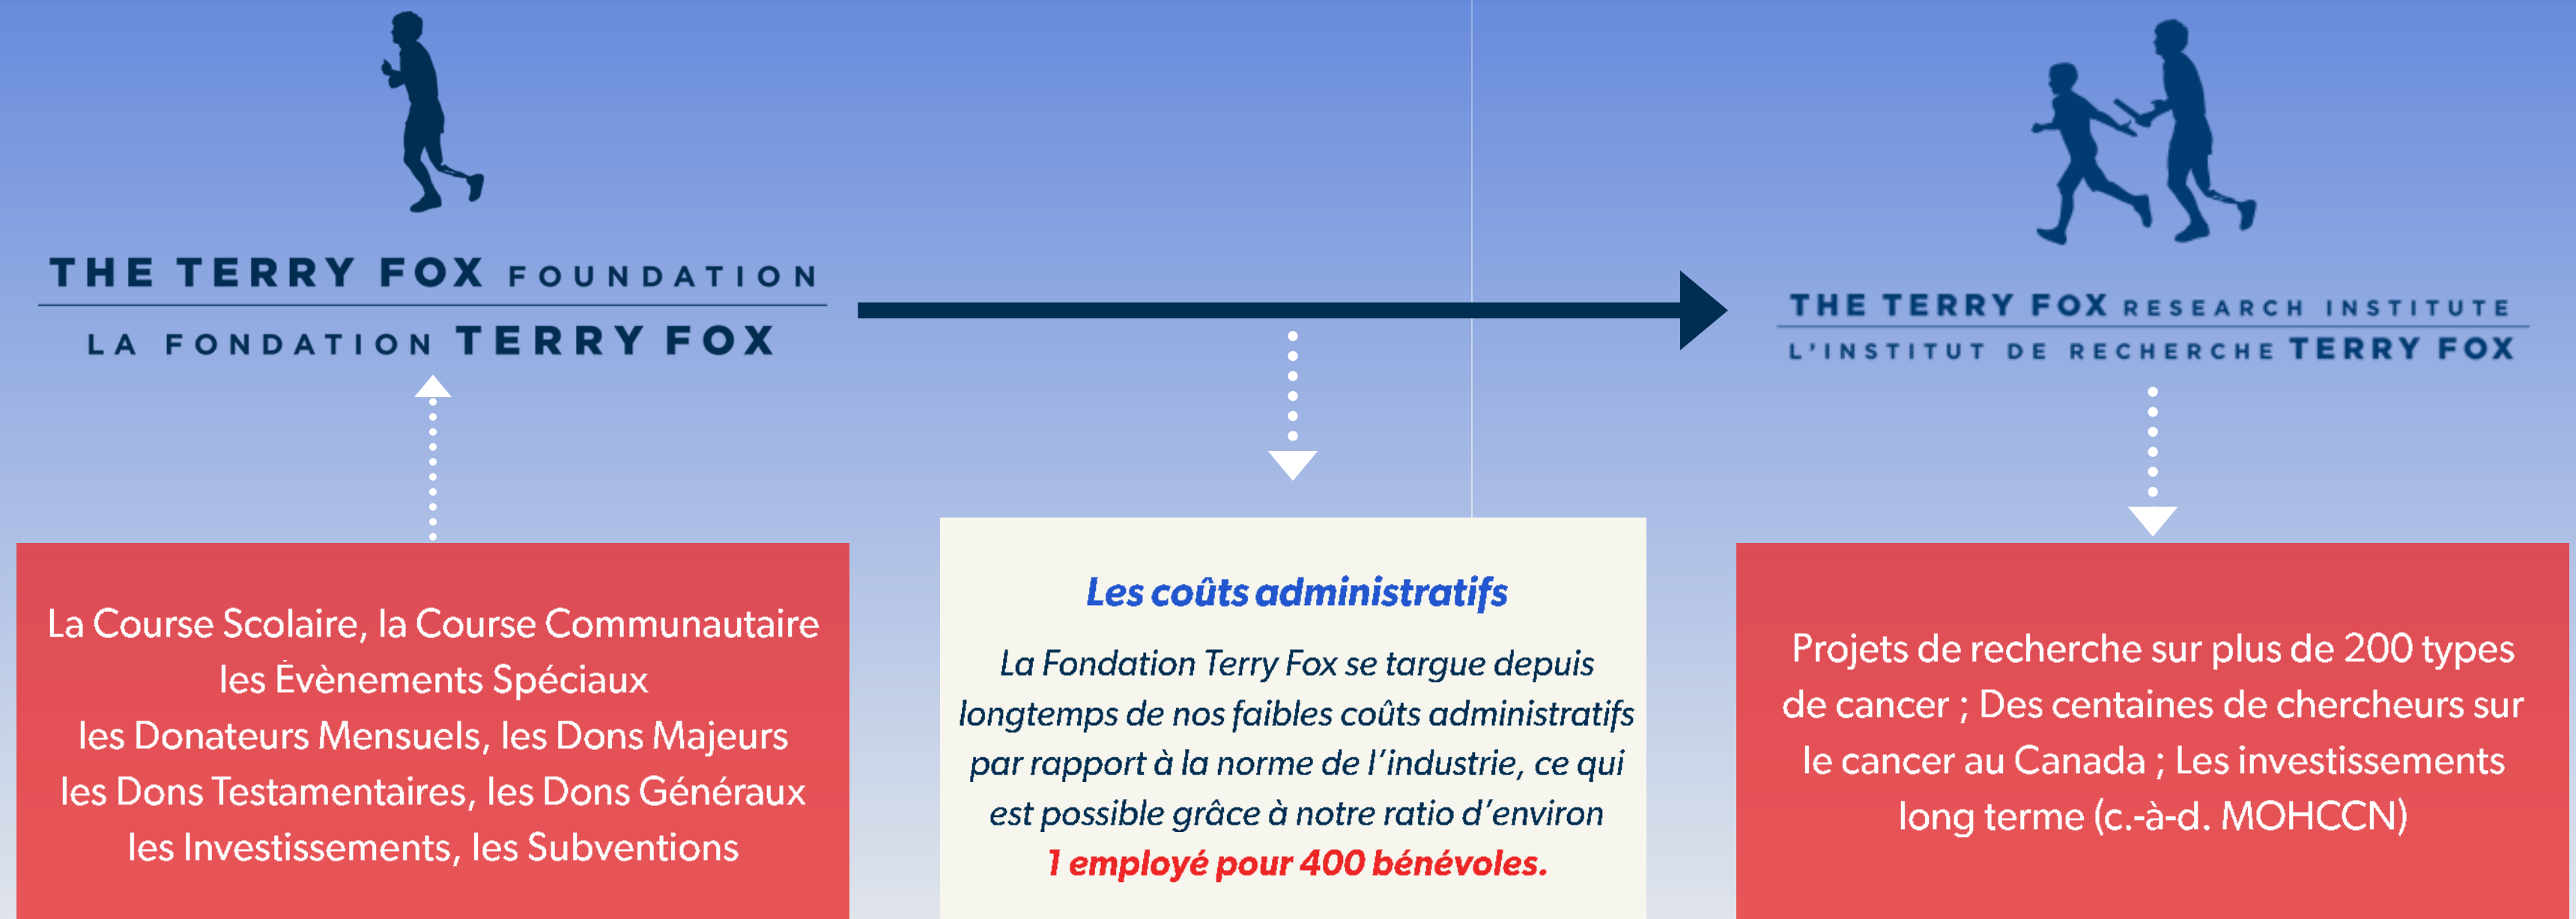 THE TERRY FOX FOUNDATION
LA FONDATION TERRY FOX
THE TERRY FOX RESEARCH INSTITUTE
L'INSTITUT DE RECHERCHE TERRY FOX
La Course Scolaire, la Course Communautaire
les Évènements Spéciaux
les Donateurs Mensuels, les Dons Majeurs
les Dons Testamentaires, les Dons Généraux
les Investissements, les Subventions
Les coûts administratifs
La Fondation Terry Fox se targue depuis
longtemps de nos faibles coûts administratifs
par rapport à la norme de l'industrie, ce qui
est possible grâce à notre ratio d'environ
1 employé pour 400 bénévoles.
Projets de recherche sur plus de 200 types
de cancer ; Des centaines de chercheurs sur
le cancer au Canada ; Les investissements
long terme (c.-à-d. MOHCCN)